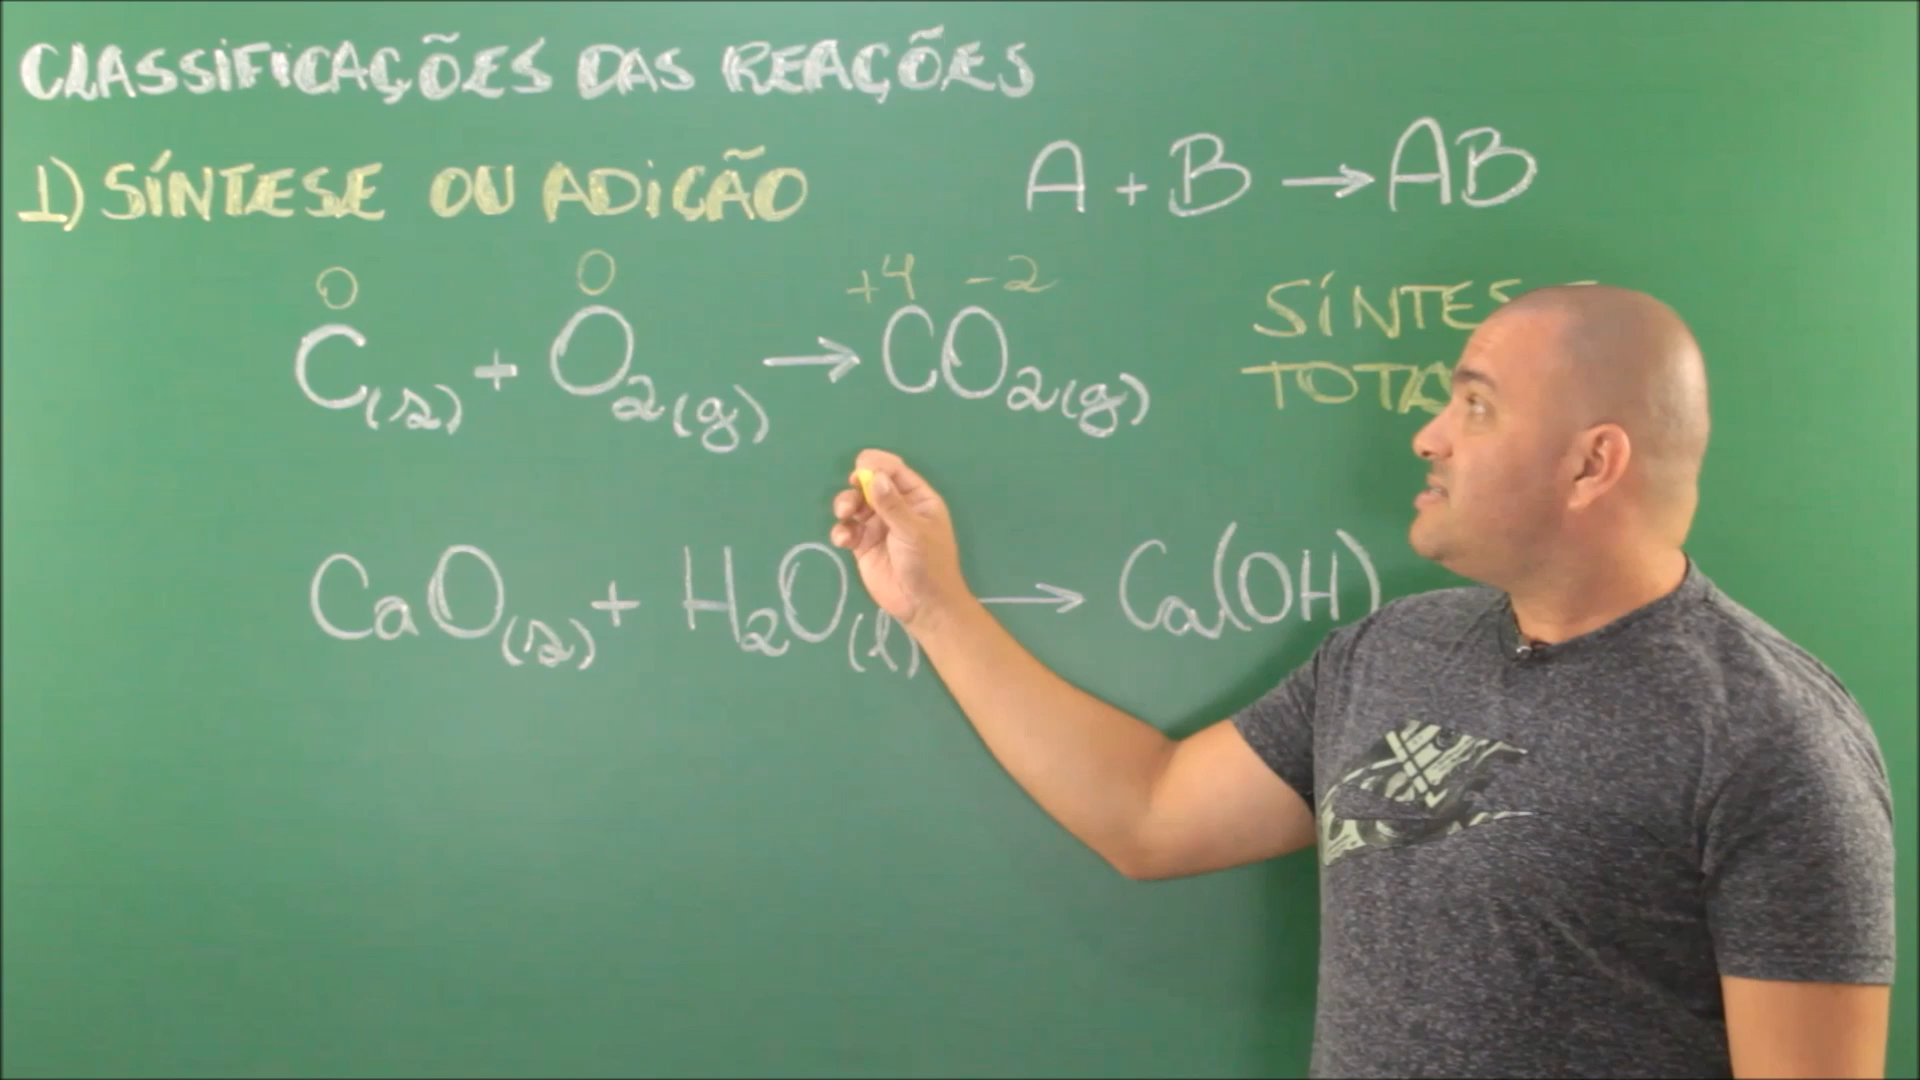 CLASSIFICAÇÕES DAS REAÇÕES
1) SÍNTESE OU ADIÇÃO
A + B → AB
0 0 +4 -2
C(s) + O2(g) → CO2(g)
SÍNTESE
TOTA
CaO(s) + H2O(l) → Ca(OH)